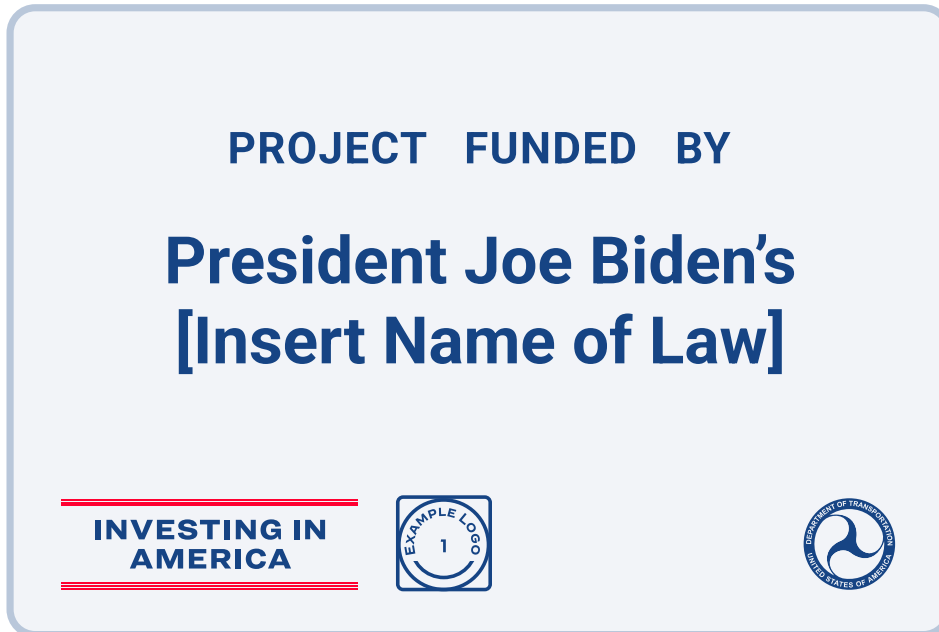 PROJECT FUNDED BY
President Joe Biden’s
[Insert Name of Law]
INVESTING IN
AMERICA
EXAMPLE LOGO
1
DEPARTMENT OF TRANSPORTATION
UNITED STATES OF AMERICA